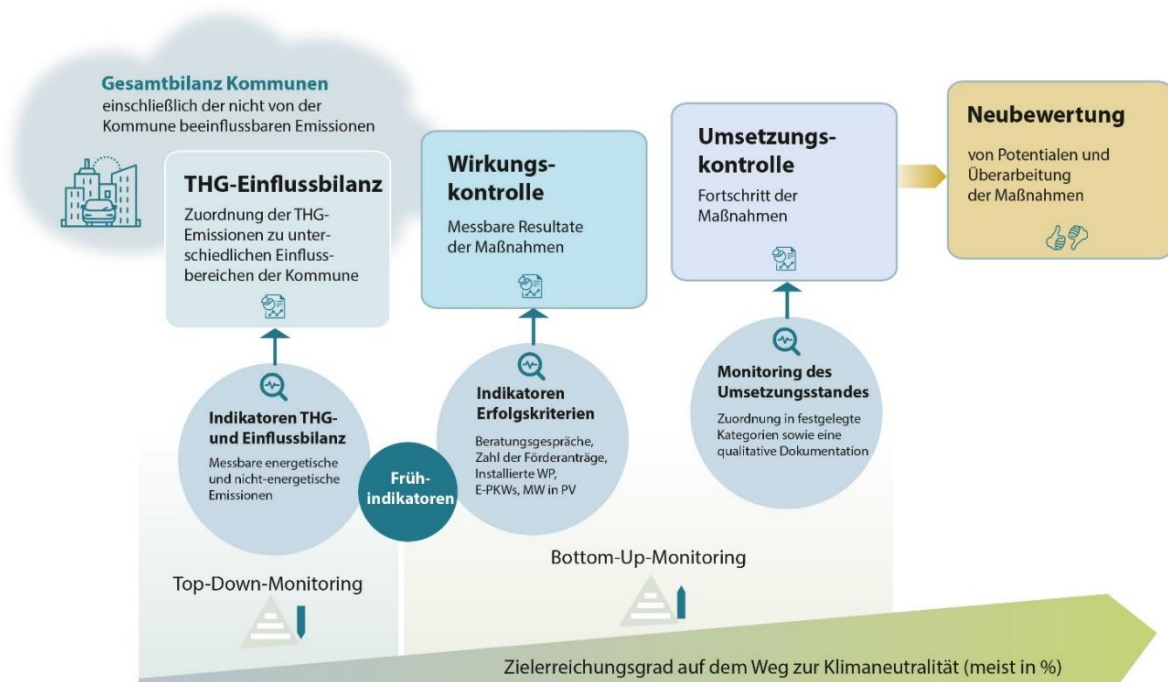 Gesamtbilanz Kommunen
einschließlich der nicht von der
Kommune beeinflussbaren Emissionen
THG-Einflussbilanz
Zuordnung der THG-
Emissionen zu unter-
schiedlichen Einfluss-
bereichen der Kommune
Wirkungs-
kontrolle
Messbare Resultate
der Maßnahmen
Umsetzungs-
kontrolle
Fortschritt der
Maßnahmen
Neubewertung
von Potentialen und
Überarbeitung
der Maßnahmen
Indikatoren THG-
und Einflussbilanz
Messbare energetische
und nicht-energetische
Emissionen
Früh-
indikatoren
Indikatoren
Erfolgskriterien
Beratungsgespräche,
Zahl der Förderanträge,
Installierte WP,
E-PKWs, MW in PV
Monitoring des
Umsetzungsstandes
Zuordnung in festgelegte
Kategorien sowie eine
qualitative Dokumentation
Top-Down-Monitoring
Bottom-Up-Monitoring
Zielerreichungsgrad auf dem Weg zur Klimaneutralität (meist in %)